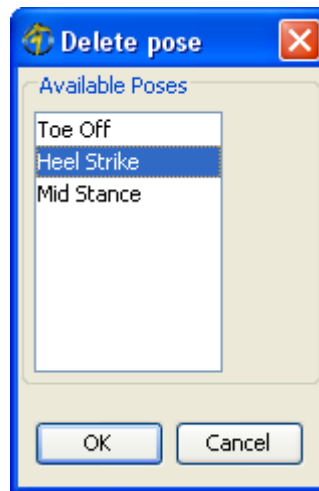 Delete pose
Available Poses
Toe Off
Heel Strike
Mid Stance
OK
Cancel